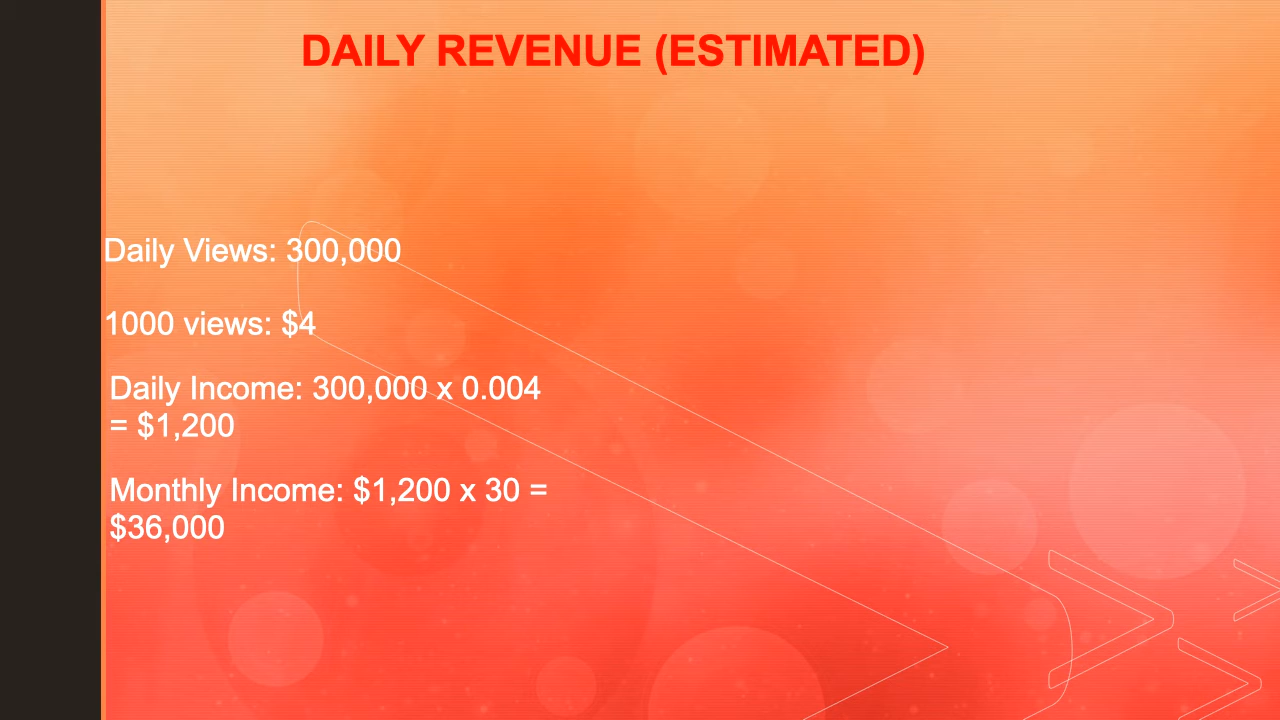 DAILY REVENUE (ESTIMATED)
Daily Views: 300,000
1000 views: $4
Daily Income: 300,000 x 0.004
= $1,200
Monthly Income: $1,200 x 30 =
$36,000